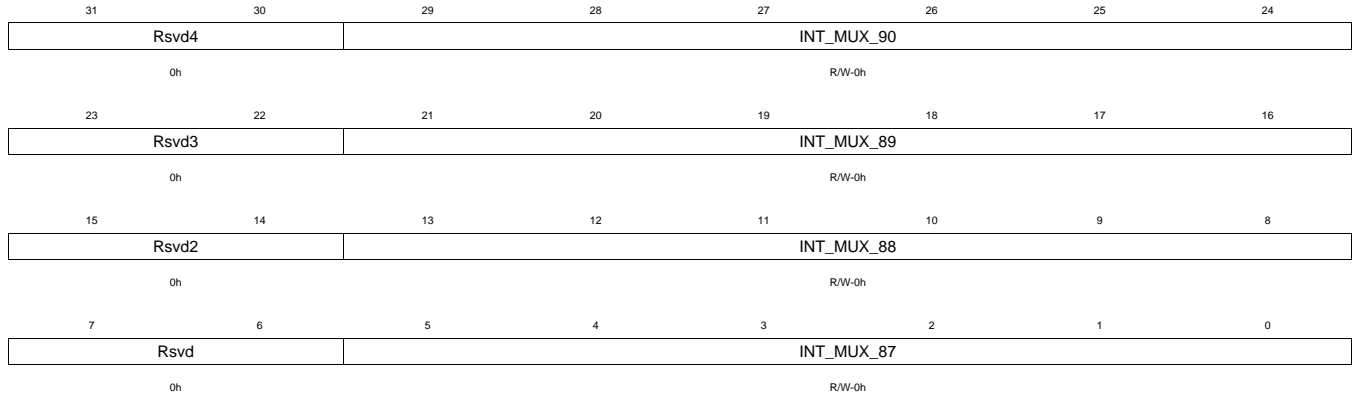 31 30 29 28 27 26 25 24
Rsvd4 INT_MUX_90
0h R/W-0h
23 22 21 20 19 18 17 16
Rsvd3 INT_MUX_89
0h R/W-0h
15 14 13 12 11 10 9 8
Rsvd2 INT_MUX_88
0h R/W-0h
7 6 5 4 3 2 1 0
Rsvd INT_MUX_87
0h R/W-0h